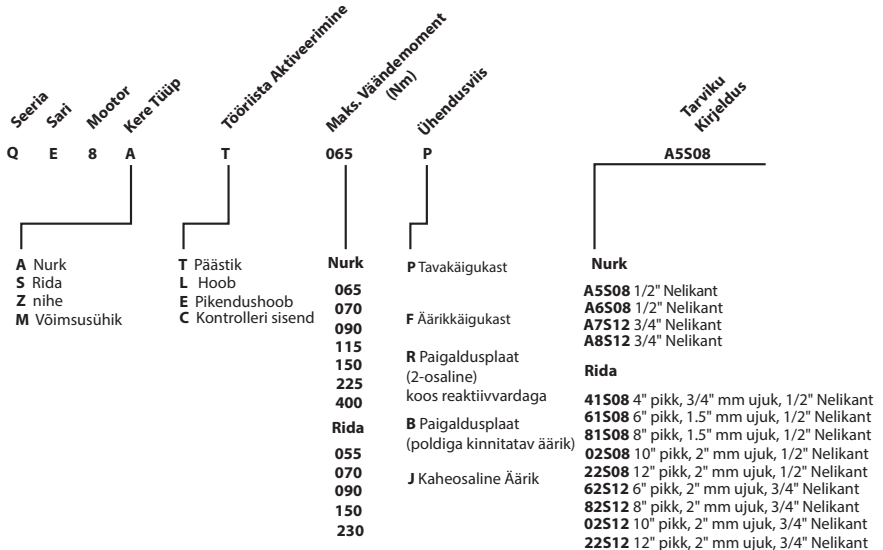 Seeria
Sari
Mootor
Kere Tüüp
Tööriista Aktiveerimine
Maks. Väändemoment
(Nm)
Ühendusviis
Tarviku
Kirjeldus
Q E 8 A T 065 P A5S08
A Nurk
S Rida
Z nihe
M Võimsusühik
T Päästik
L Hoob
E Pikendushoob
C Kontrolleri sisend
Nurk
065
070
090
115
150
225
400
Rida
055
070
090
150
230
P Tavakäigukast
F Äärikkäigukast
R Paigaldusplaat
(2-osaline)
koos reaktiivvardaga
B Paigaldusplaat
(poldiga kinnitatav äärik)
J Kaheosaline Äärik
Nurk
A5S08 1/2" Nelikant
A6S08 1/2" Nelikant
A7S12 3/4" Nelikant
A8S12 3/4" Nelikant
Rida
41S08 4" pikk, 3/4" mm ujuk, 1/2" Nelikant
61S08 6" pikk, 1.5" mm ujuk, 1/2" Nelikant
81S08 8" pikk, 1.5" mm ujuk, 1/2" Nelikant
02S08 10" pikk, 2" mm ujuk, 1/2" Nelikant
22S08 12" pikk, 2" mm ujuk, 1/2" Nelikant
62S12 6" pikk, 2" mm ujuk, 3/4" Nelikant
82S12 8" pikk, 2" mm ujuk, 3/4" Nelikant
02S12 10" pikk, 2" mm ujuk, 3/4" Nelikant
22S12 12" pikk, 2" mm ujuk, 3/4" Nelikant